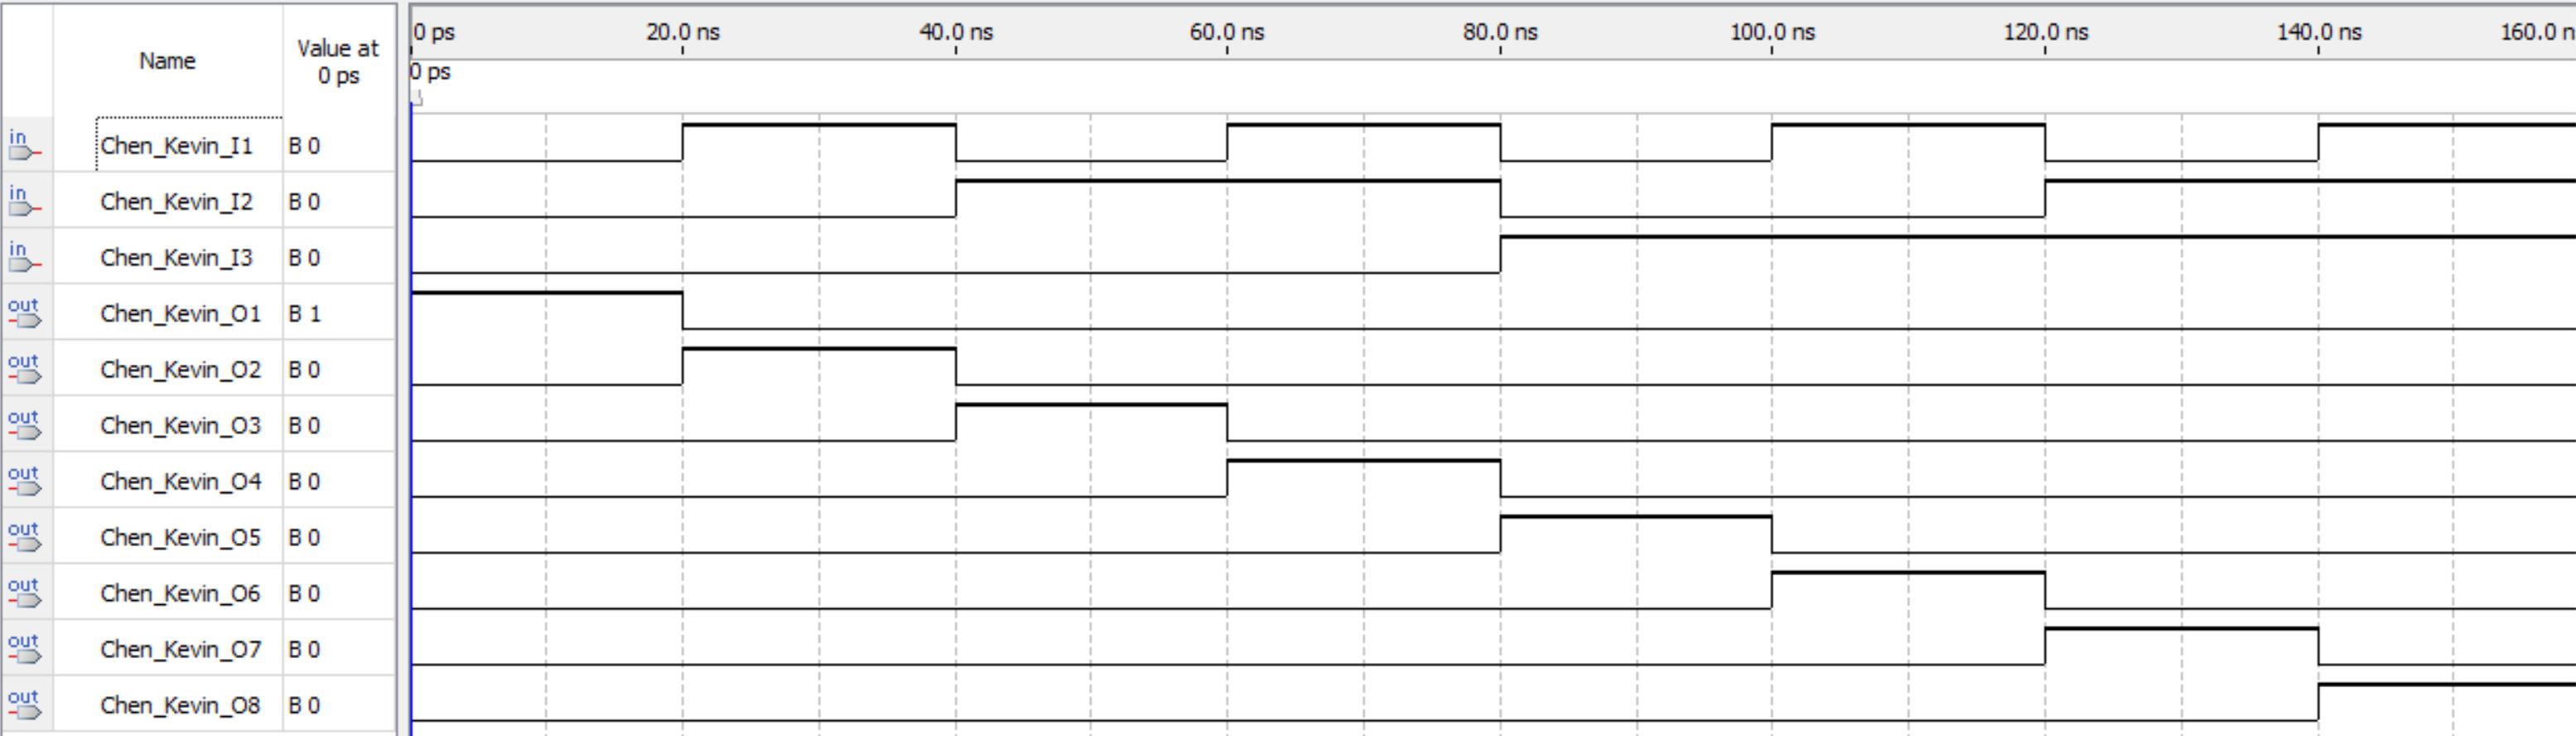 Name
Value at
0 ps
0 ps 20.0 ns 40.0 ns 60.0 ns 80.0 ns 100.0 ns 120.0 ns 140.0 ns 160.0 n
0 ps
in Chen_Kevin_I1 B 0
in Chen_Kevin_I2 B 0
in Chen_Kevin_I3 B 0
out Chen_Kevin_O1 B 1
out Chen_Kevin_O2 B 0
out Chen_Kevin_O3 B 0
out Chen_Kevin_O4 B 0
out Chen_Kevin_O5 B 0
out Chen_Kevin_O6 B 0
out Chen_Kevin_O7 B 0
out Chen_Kevin_O8 B 0